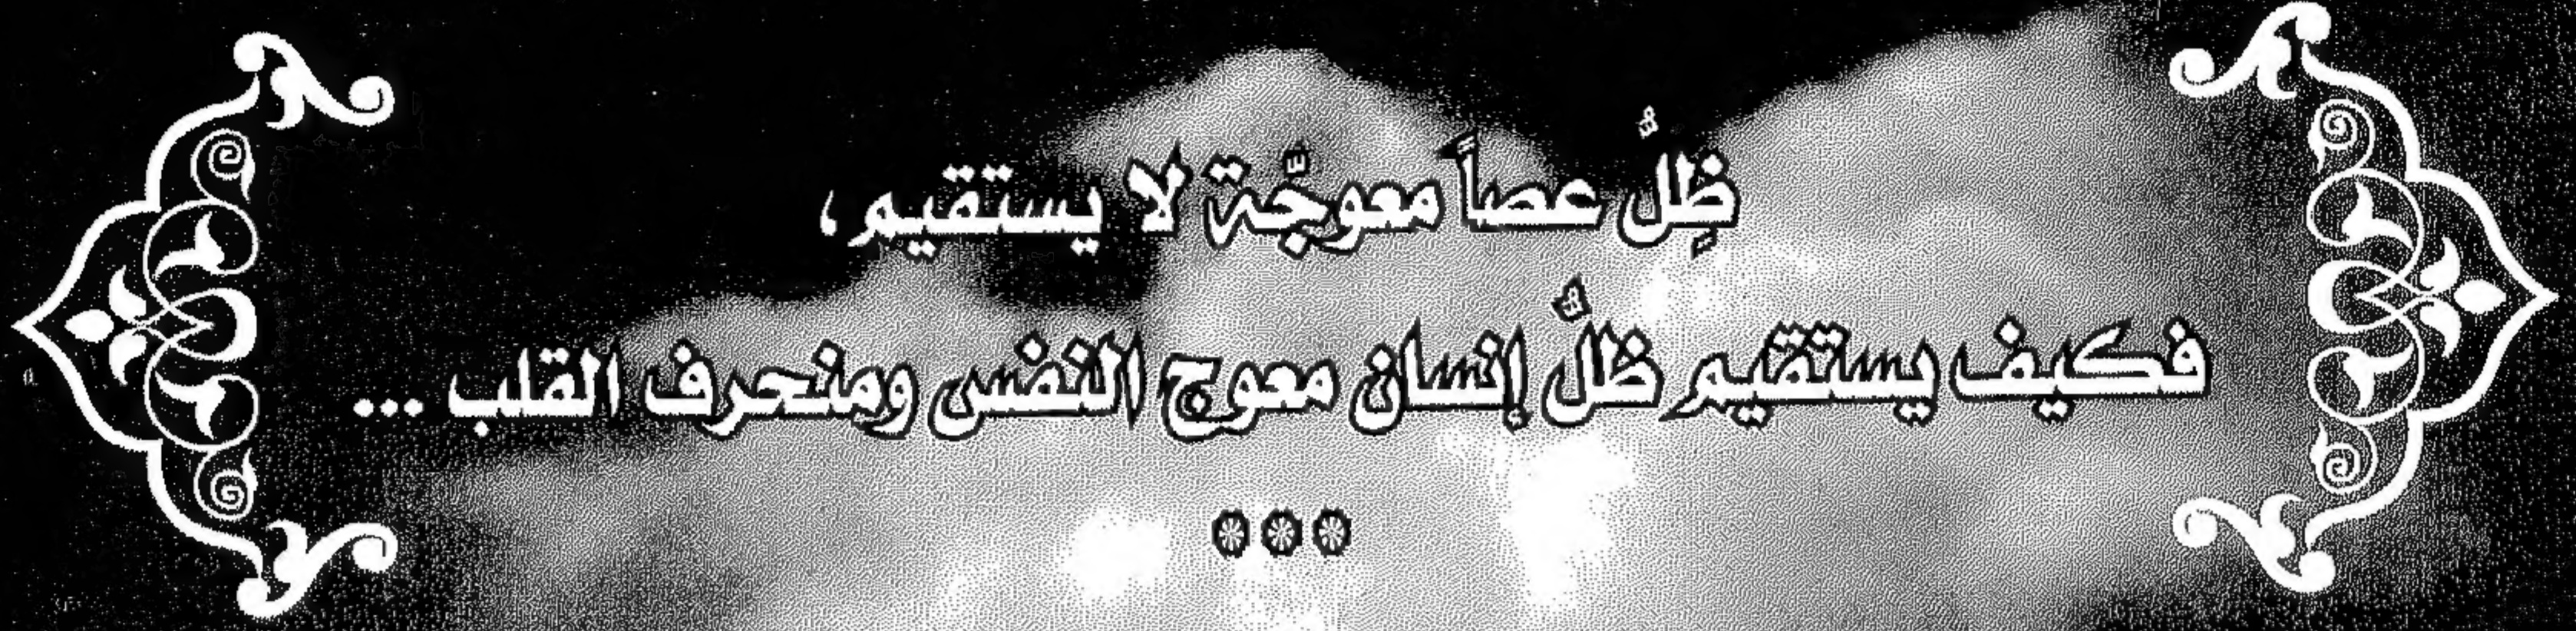 ظِلُّ عصاً معوجَّة لا يستقيم،
فكيف يستقيم ظلُّ إنسان معوج النفس ومنحرف القلب ...
***